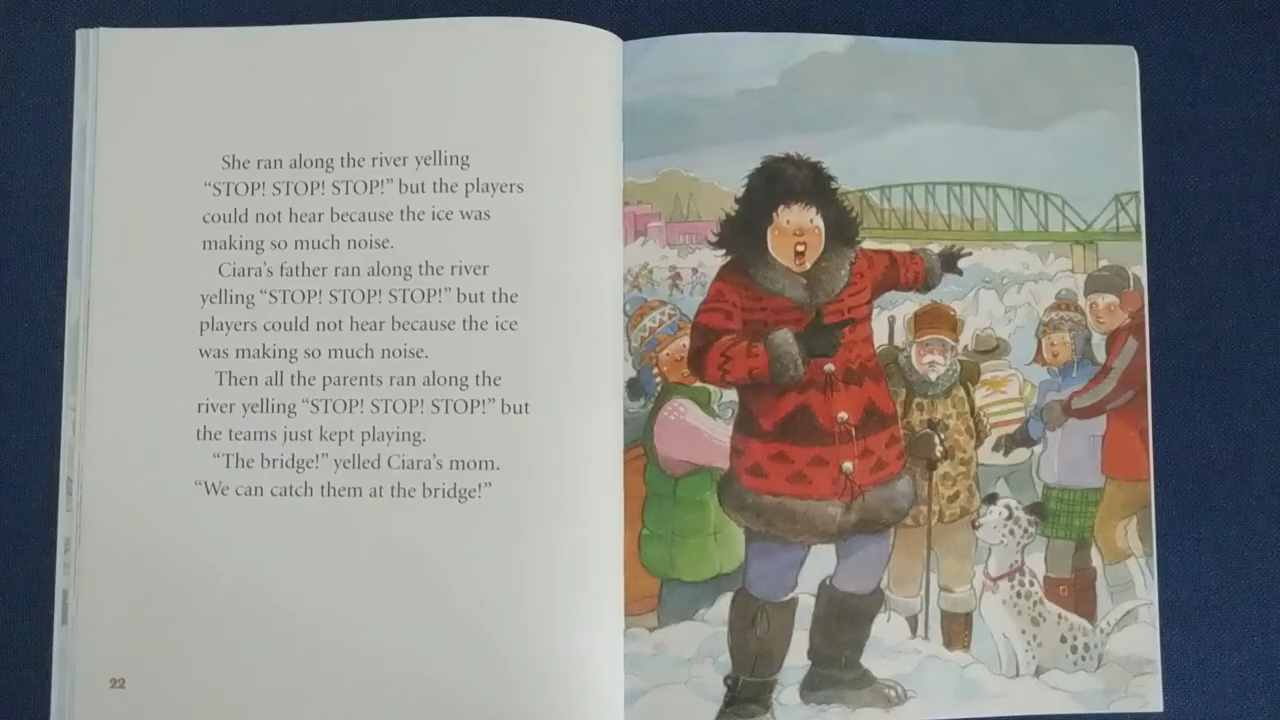 She ran along the river yelling
“STOP! STOP! STOP!” but the players
could not hear because the ice was
making so much noise.
Ciara’s father ran along the river
yelling “STOP! STOP! STOP!” but the
players could not hear because the ice
was making so much noise.
Then all the parents ran along the
river yelling “STOP! STOP! STOP!” but
the teams just kept playing.
“The bridge!” yelled Ciara’s mom.
“We can catch them at the bridge!”
22